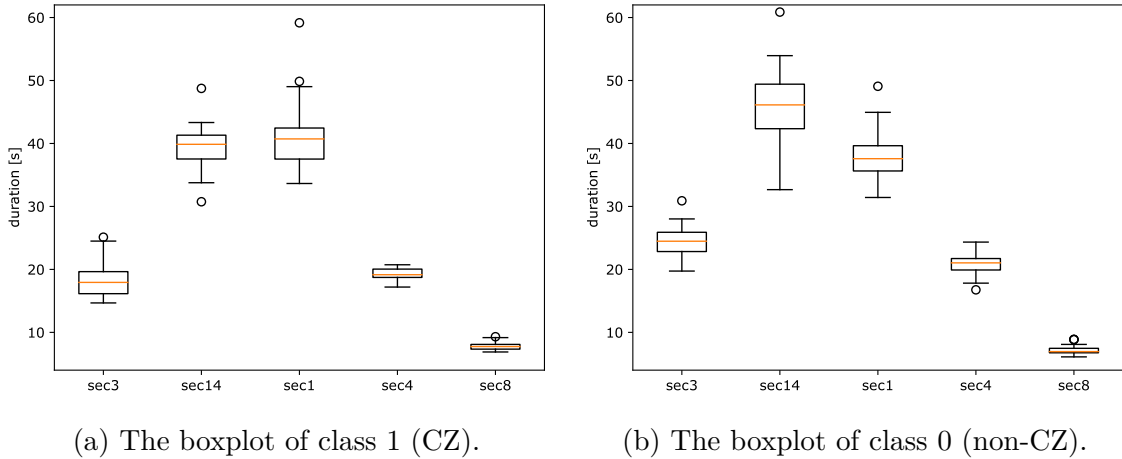 60
50
40
30
20
10
duration [s]
sec3 sec14 sec1 sec4 sec8
(a) The boxplot of class 1 (CZ).
60
50
40
30
20
10
duration [s]
sec3 sec14 sec1 sec4 sec8
(b) The boxplot of class 0 (non-CZ).